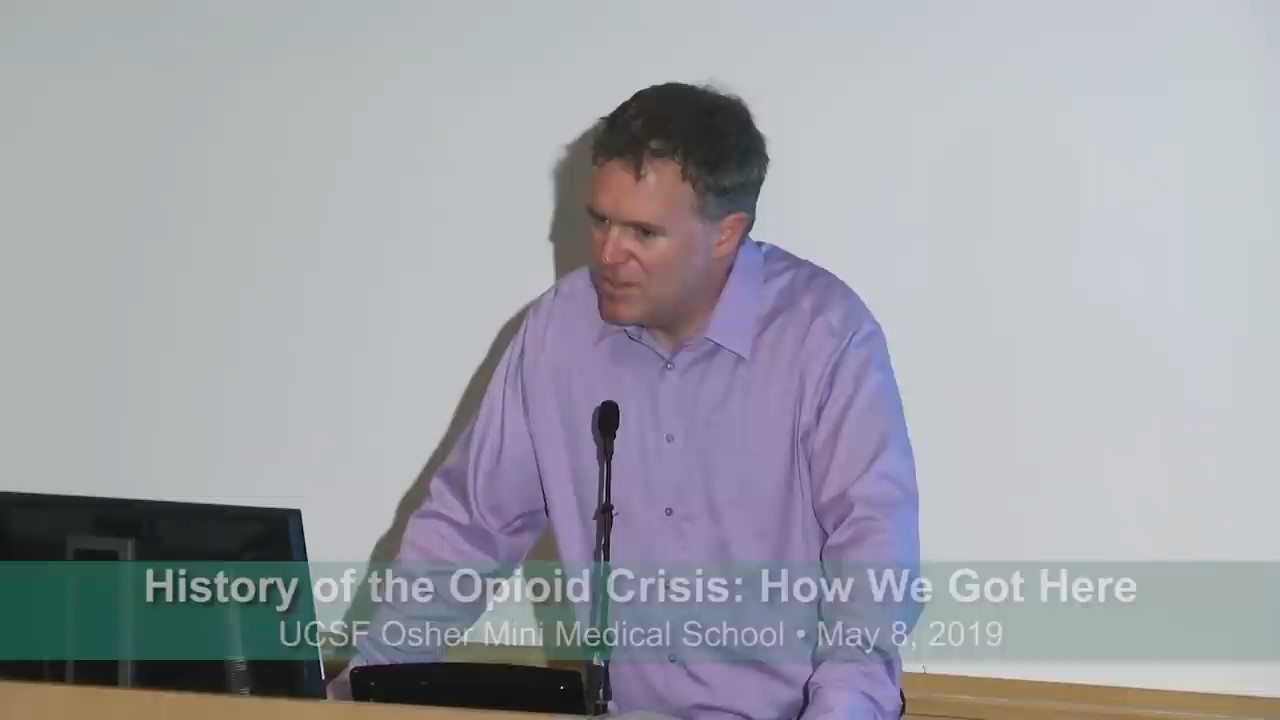 History of the Opioid Crisis: How We Got Here
UCSF Osher Mini Medical School • May 8, 2019